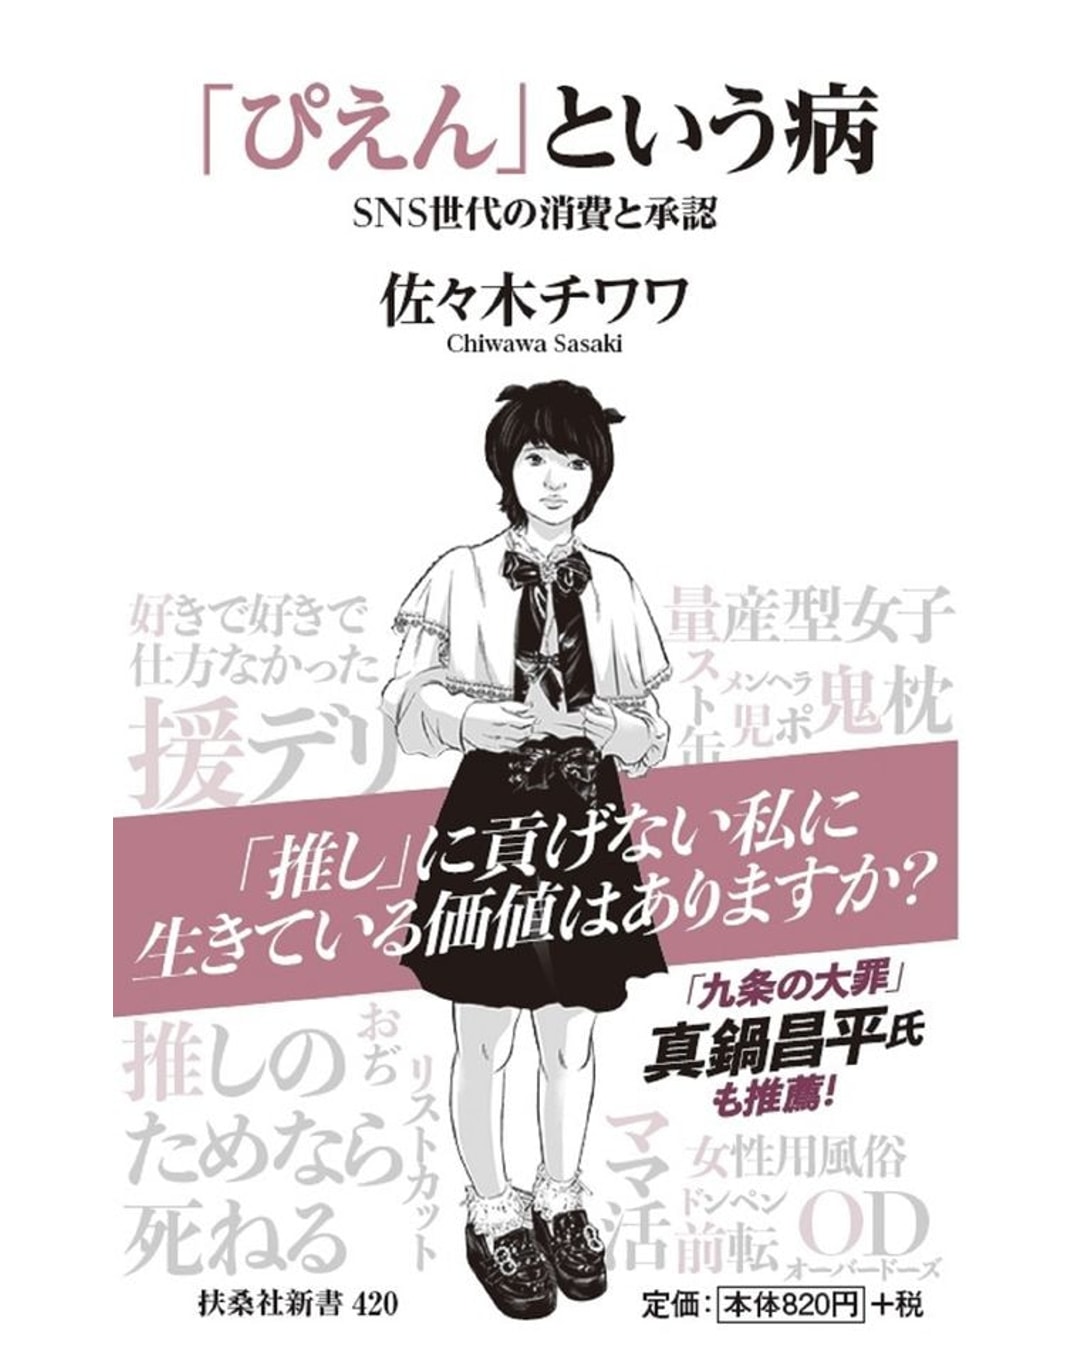 「ぴえん」という病
SNS世代の消費と承認
佐々木チワワ
Chiwawa Sasaki
好きで好きで
仕方なかった
援デリ
量産型女子
スト缶
メンヘラ
児ポ
鬼枕
「推し」に貢げない私に
生きている価値はありますか?
「九条の大罪」
真鍋昌平氏
も推薦!
推しの
ためなら
死ねる
おぢ
リストカット
ママ活
女性用風俗
ドンペン
前転
OD
オーバードーズ
扶桑社新書 420
定価:本体820円+税